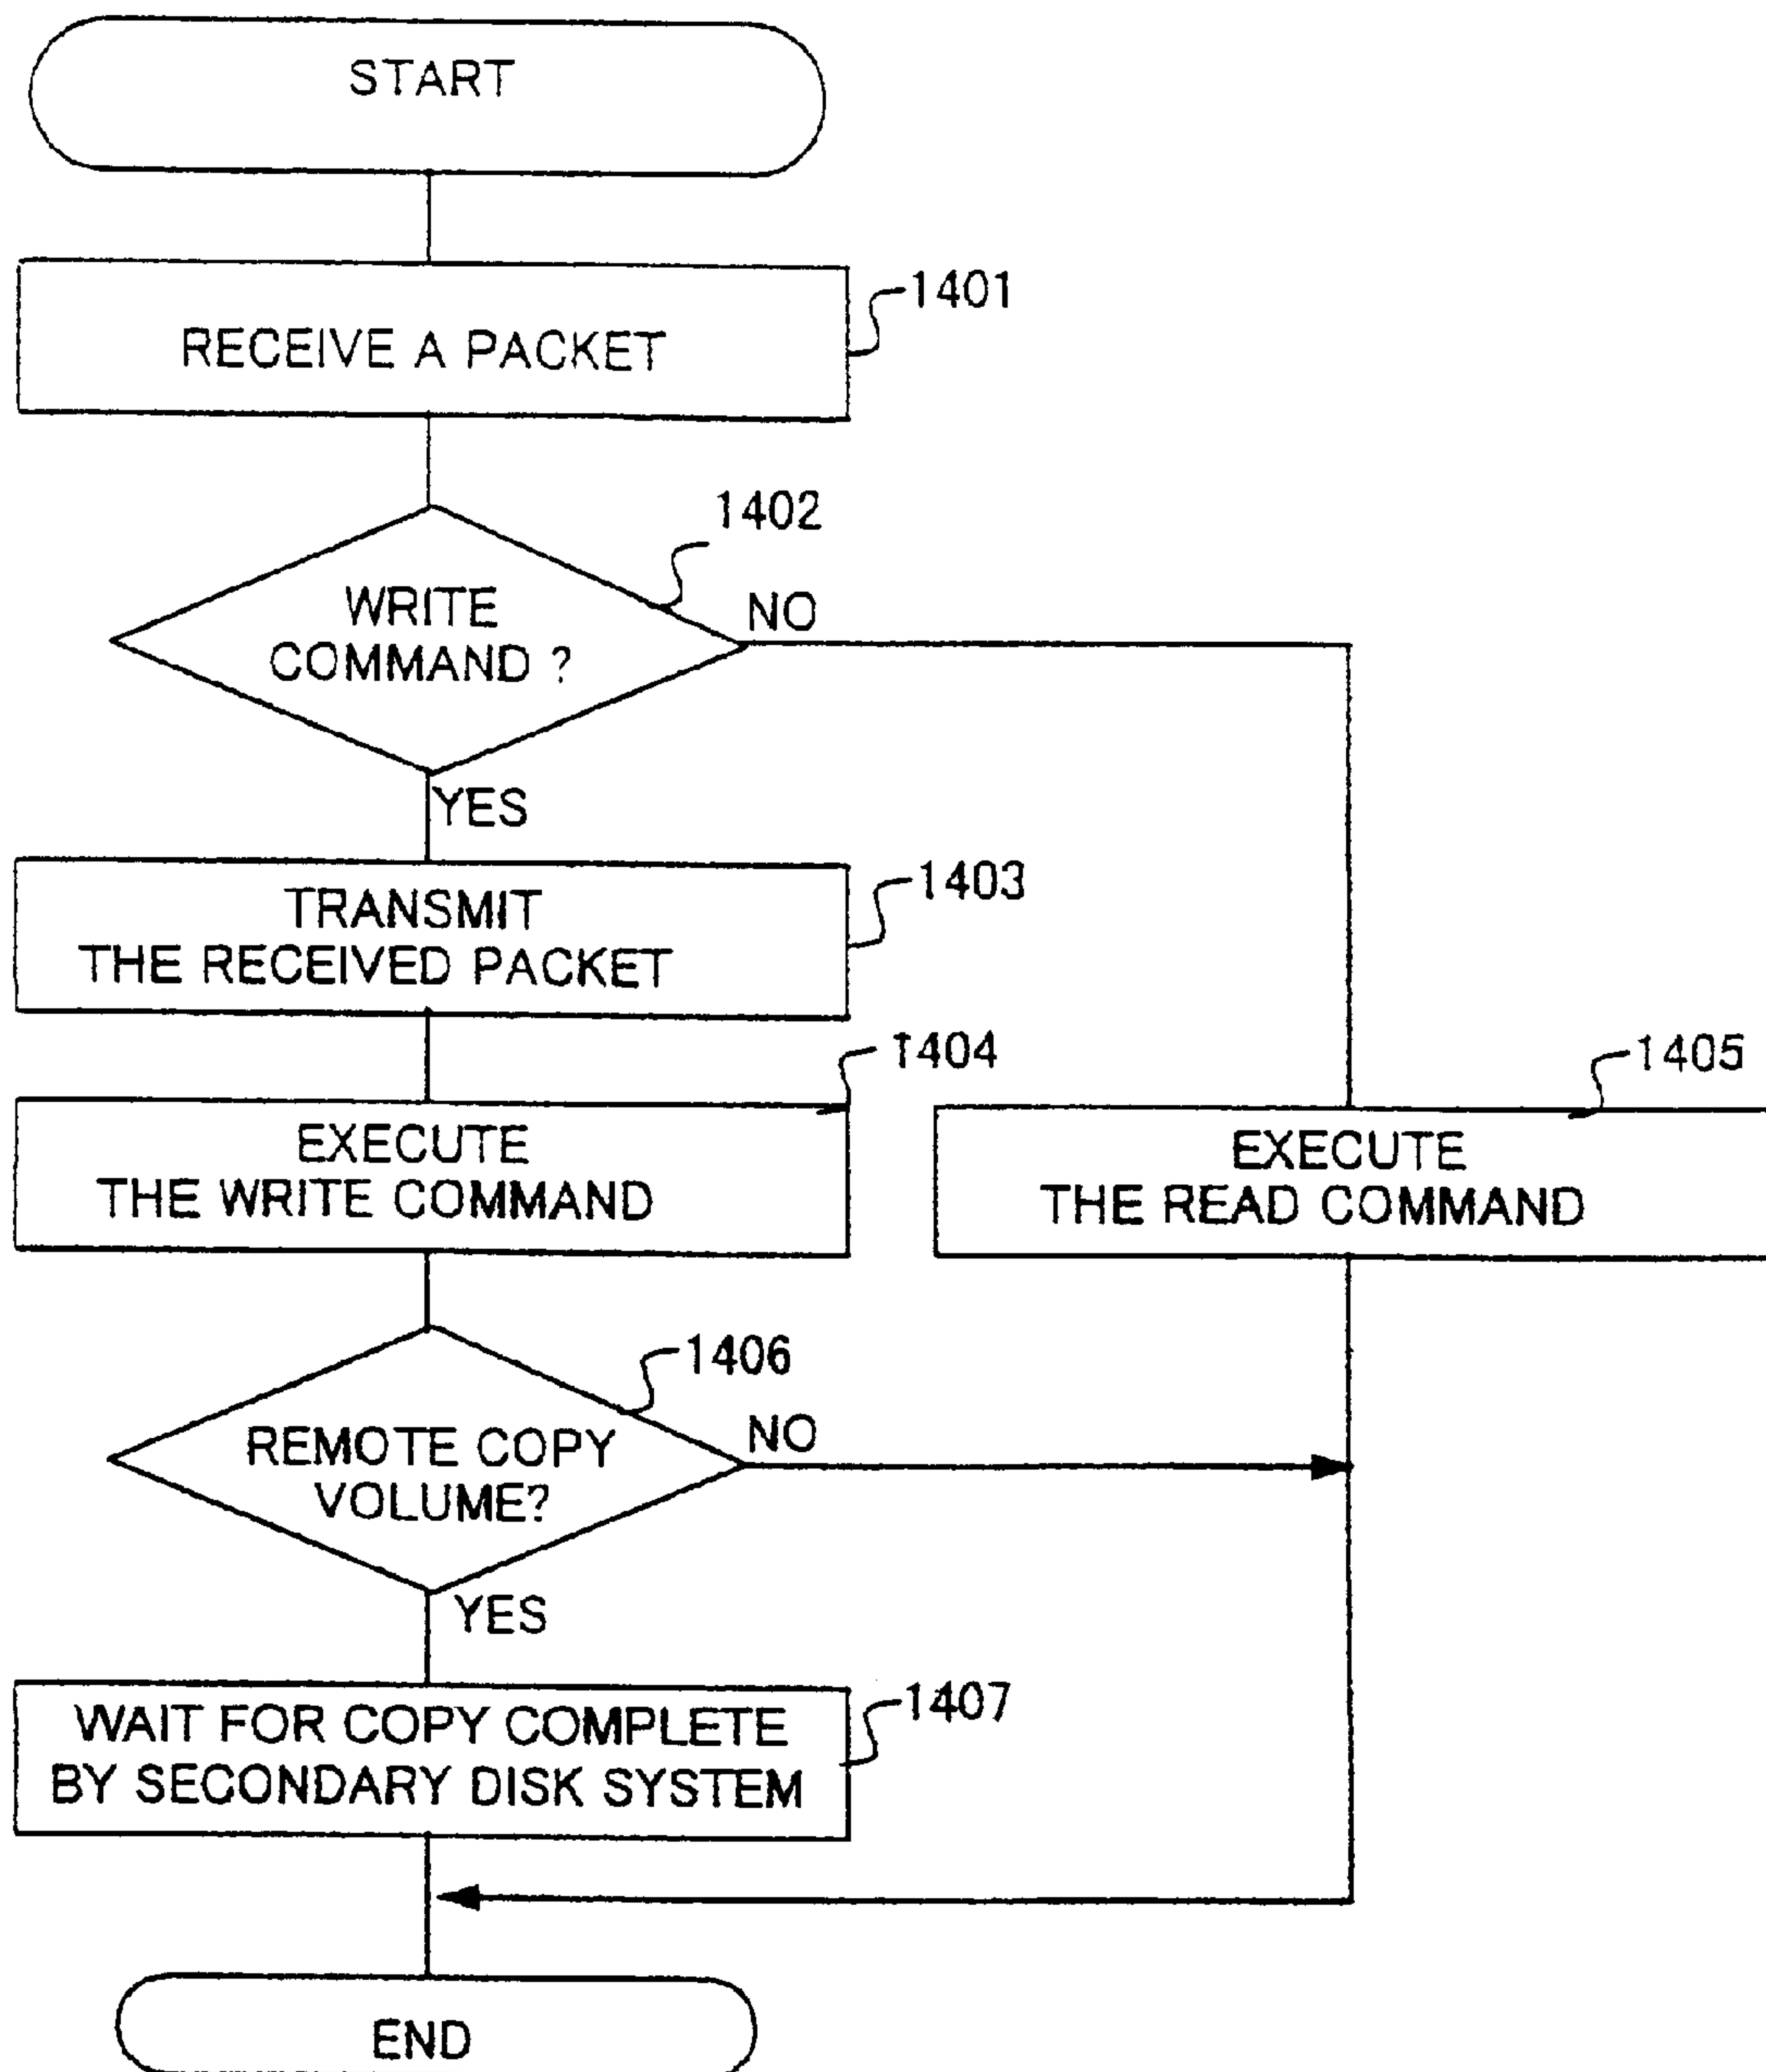 START
1401
RECEIVE A PACKET
1402
WRITE
COMMAND ?
NO
YES
1403
TRANSMIT
THE RECEIVED PACKET
1404
EXECUTE
THE WRITE COMMAND
1405
EXECUTE
THE READ COMMAND
1406
REMOTE COPY
VOLUME?
NO
YES
1407
WAIT FOR COPY COMPLETE
BY SECONDARY DISK SYSTEM
END